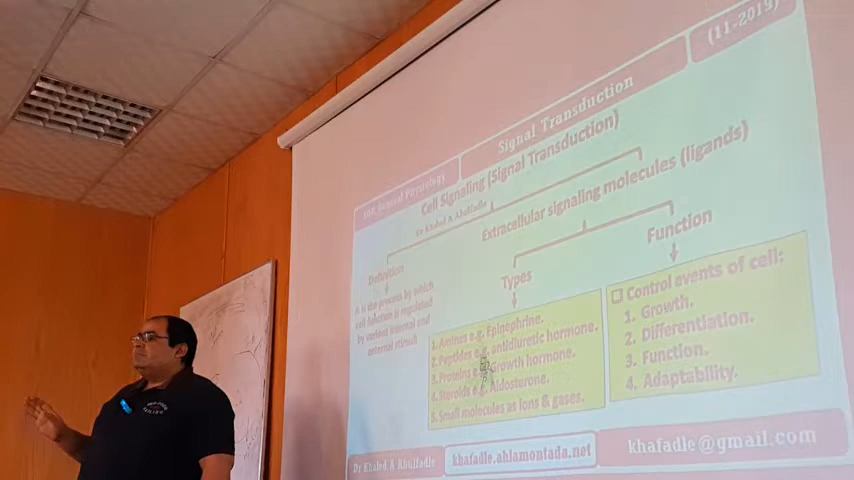 General Physiology
Signal Transduction
(11-2019)
Cell Signaling (Signal Transduction)
Dr Khaled A Abulfadle
Extracellular signaling molecules (ligands)
Definition
It is the process by which
cell function is regulated
by various internal and
external stimuli
Types
1. Amines e.g. Epinephrine.
2. Peptides e.g. antidiuretic hormone.
3. Proteins e.g. Growth hormone.
4. Steroids e.g. Aldosterone.
5. Small molecules as ions & gases.
Function
Control events of cell:
1. Growth.
2. Differentiation.
3. Function.
4. Adaptability.
Dr Khaled A Abulfadle
khafadle.ahlamontada.net
khafadle@gmail.com